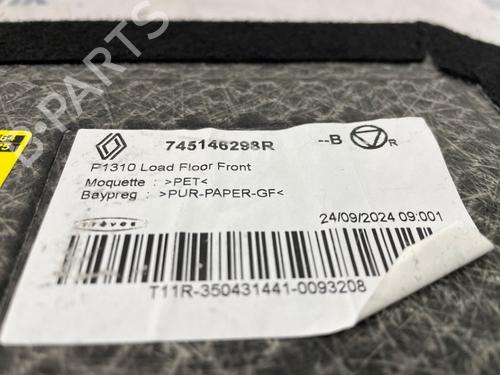 745146298R --B R
P1310 Load Floor Front
Moquette : >PET<
Baypreg : >PUR-PAPER-GF<
treves
24/09/2024 09:001
T11R-350431441-0093208
B-PARTS